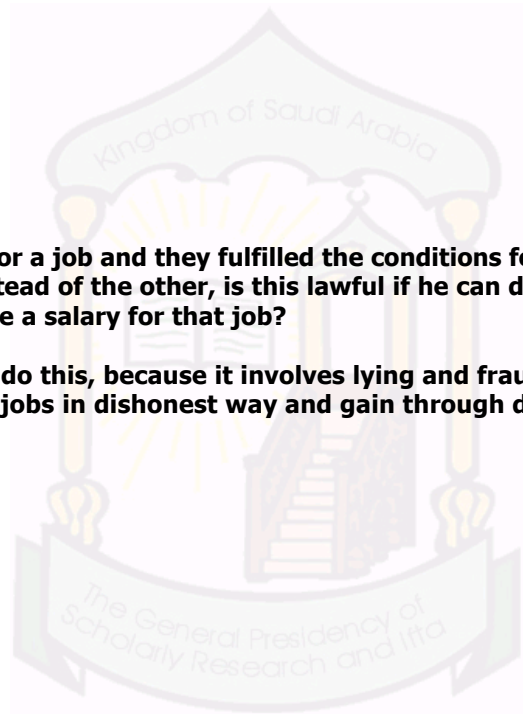 Kingdom of Saudi Arabia
or a job and they fulfilled the conditions f
tead of the other, is this lawful if he can d
e a salary for that job?
do this, because it involves lying and frau
jobs in dishonest way and gain through d
The General Presidency of
Scholarly Research and Ifta